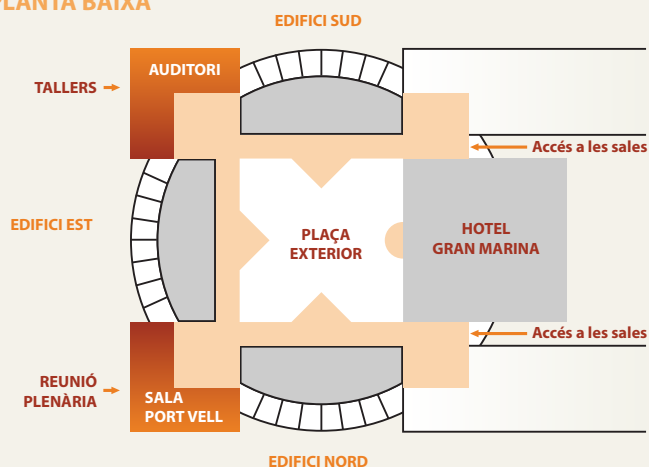 PLANTA BAIXA
EDIFICI SUD
AUDITORI
TALLERS
Accés a les sales
EDIFICI EST
PLAÇA
EXTERIOR
HOTEL
GRAN MARINA
Accés a les sales
REUNIÓ
PLENÀRIA
SALA
PORT VELL
EDIFICI NORD